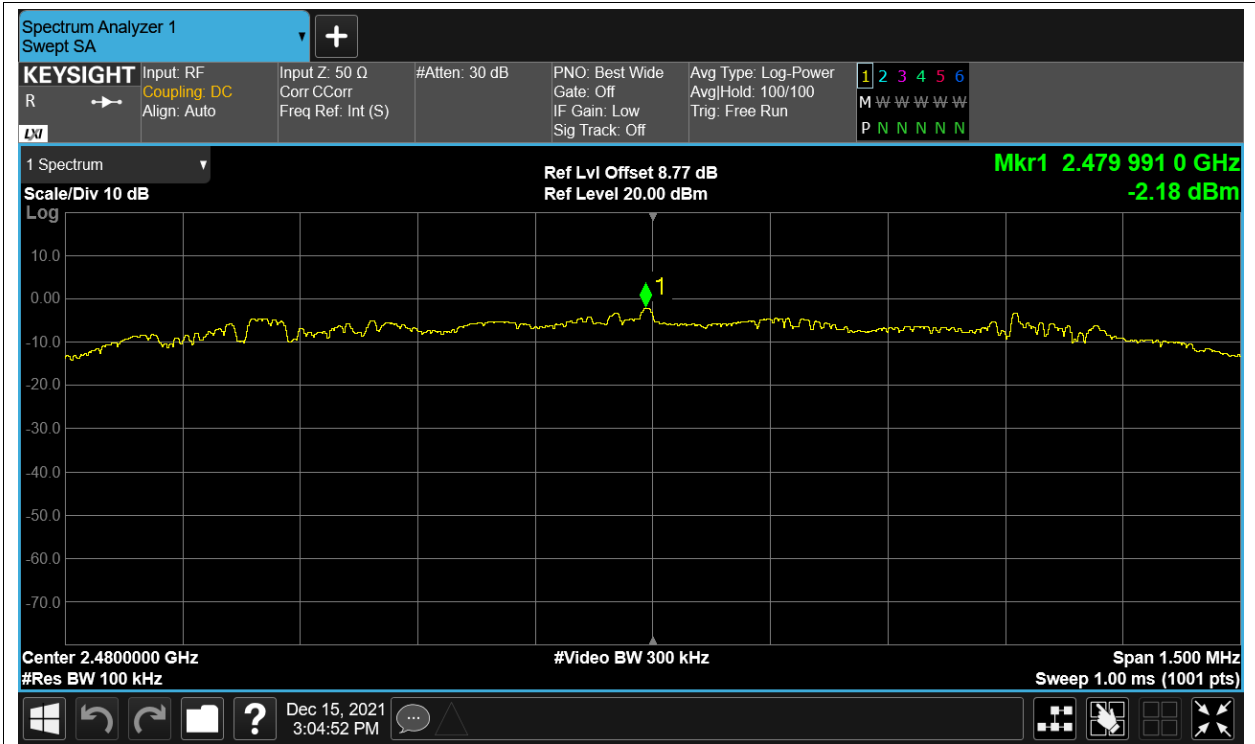 Spectrum Analyzer 1
Swept SA
KEYSIGHT
R
LXI
Input: RF
Coupling: DC
Align: Auto
Input Z: 50 Ω
Corr CCorr
Freq Ref: Int (S)
#Atten: 30 dB
PNO: Best Wide
Gate: Off
IF Gain: Low
Sig Track: Off
Avg Type: Log-Power
Avg|Hold: 100/100
Trig: Free Run
1 2 3 4 5 6
M W W W W W
P N N N N N
1 Spectrum
Scale/Div 10 dB
Log
Ref Lvl Offset 8.77 dB
Ref Level 20.00 dBm
Mkr1 2.479 991 0 GHz
-2.18 dBm
10.0
0.00
1
-10.0
-20.0
-30.0
-40.0
-50.0
-60.0
-70.0
Center 2.4800000 GHz
#Video BW 300 kHz
Span 1.500 MHz
#Res BW 100 kHz
Sweep 1.00 ms (1001 pts)
?
Dec 15, 2021
3:04:52 PM